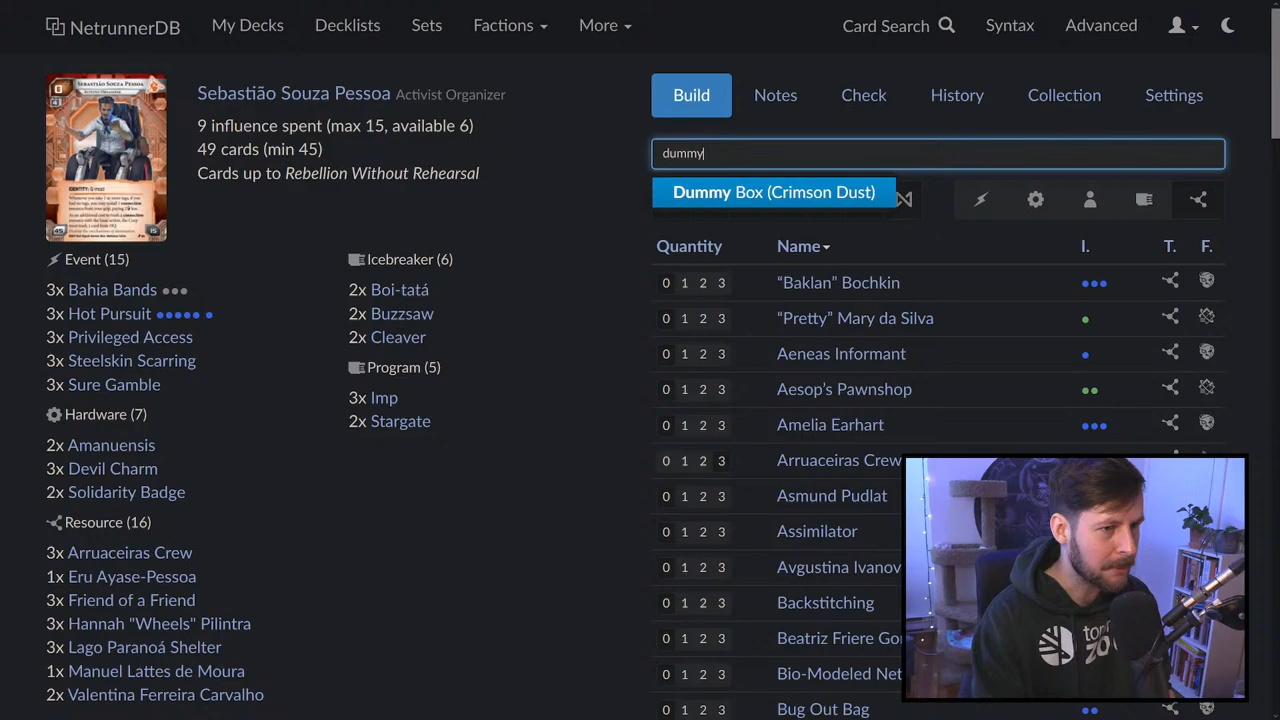 NetrunnerDB
My Decks
Decklists
Sets
Factions
More
Card Search
Syntax
Advanced
SEBASTIÃO SOUZA PESSOA
Sebastião Souza Pessoa Activist Organizer
9 influence spent (max 15, available 6)
49 cards (min 45)
Cards up to Rebellion Without Rehearsal
Event (15)
3x Bahia Bands
3x Hot Pursuit
3x Privileged Access
3x Steelskin Scarring
3x Sure Gamble
Hardware (7)
2x Amanuensis
3x Devil Charm
2x Solidarity Badge
Resource (16)
3x Arruaceiras Crew
1x Eru Ayase-Pessoa
3x Friend of a Friend
3x Hannah "Wheels" Pilintra
3x Lago Paranoá Shelter
1x Manuel Lattes de Moura
2x Valentina Ferreira Carvalho
Icebreaker (6)
2x Boi-tatá
2x Buzzsaw
2x Cleaver
Program (5)
3x Imp
2x Stargate
Build
Notes
Check
History
Collection
Settings
dummy
Dummy Box (Crimson Dust)
Quantity Name I. T. F.
0 1 2 3 “Baklan” Bochkin
0 1 2 3 “Pretty” Mary da Silva
0 1 2 3 Aeneas Informant
0 1 2 3 Aesop’s Pawnshop
0 1 2 3 Amelia Earhart
0 1 2 3 Arruaceiras Crew
0 1 2 3 Asmund Pudlat
0 1 2 3 Assimilator
0 1 2 3 Avgustina Ivanov
0 1 2 3 Backstitching
0 1 2 3 Beatriz Friere Gon
0 1 2 3 Bio-Modeled Net
0 1 2 3 Bug Out Bag